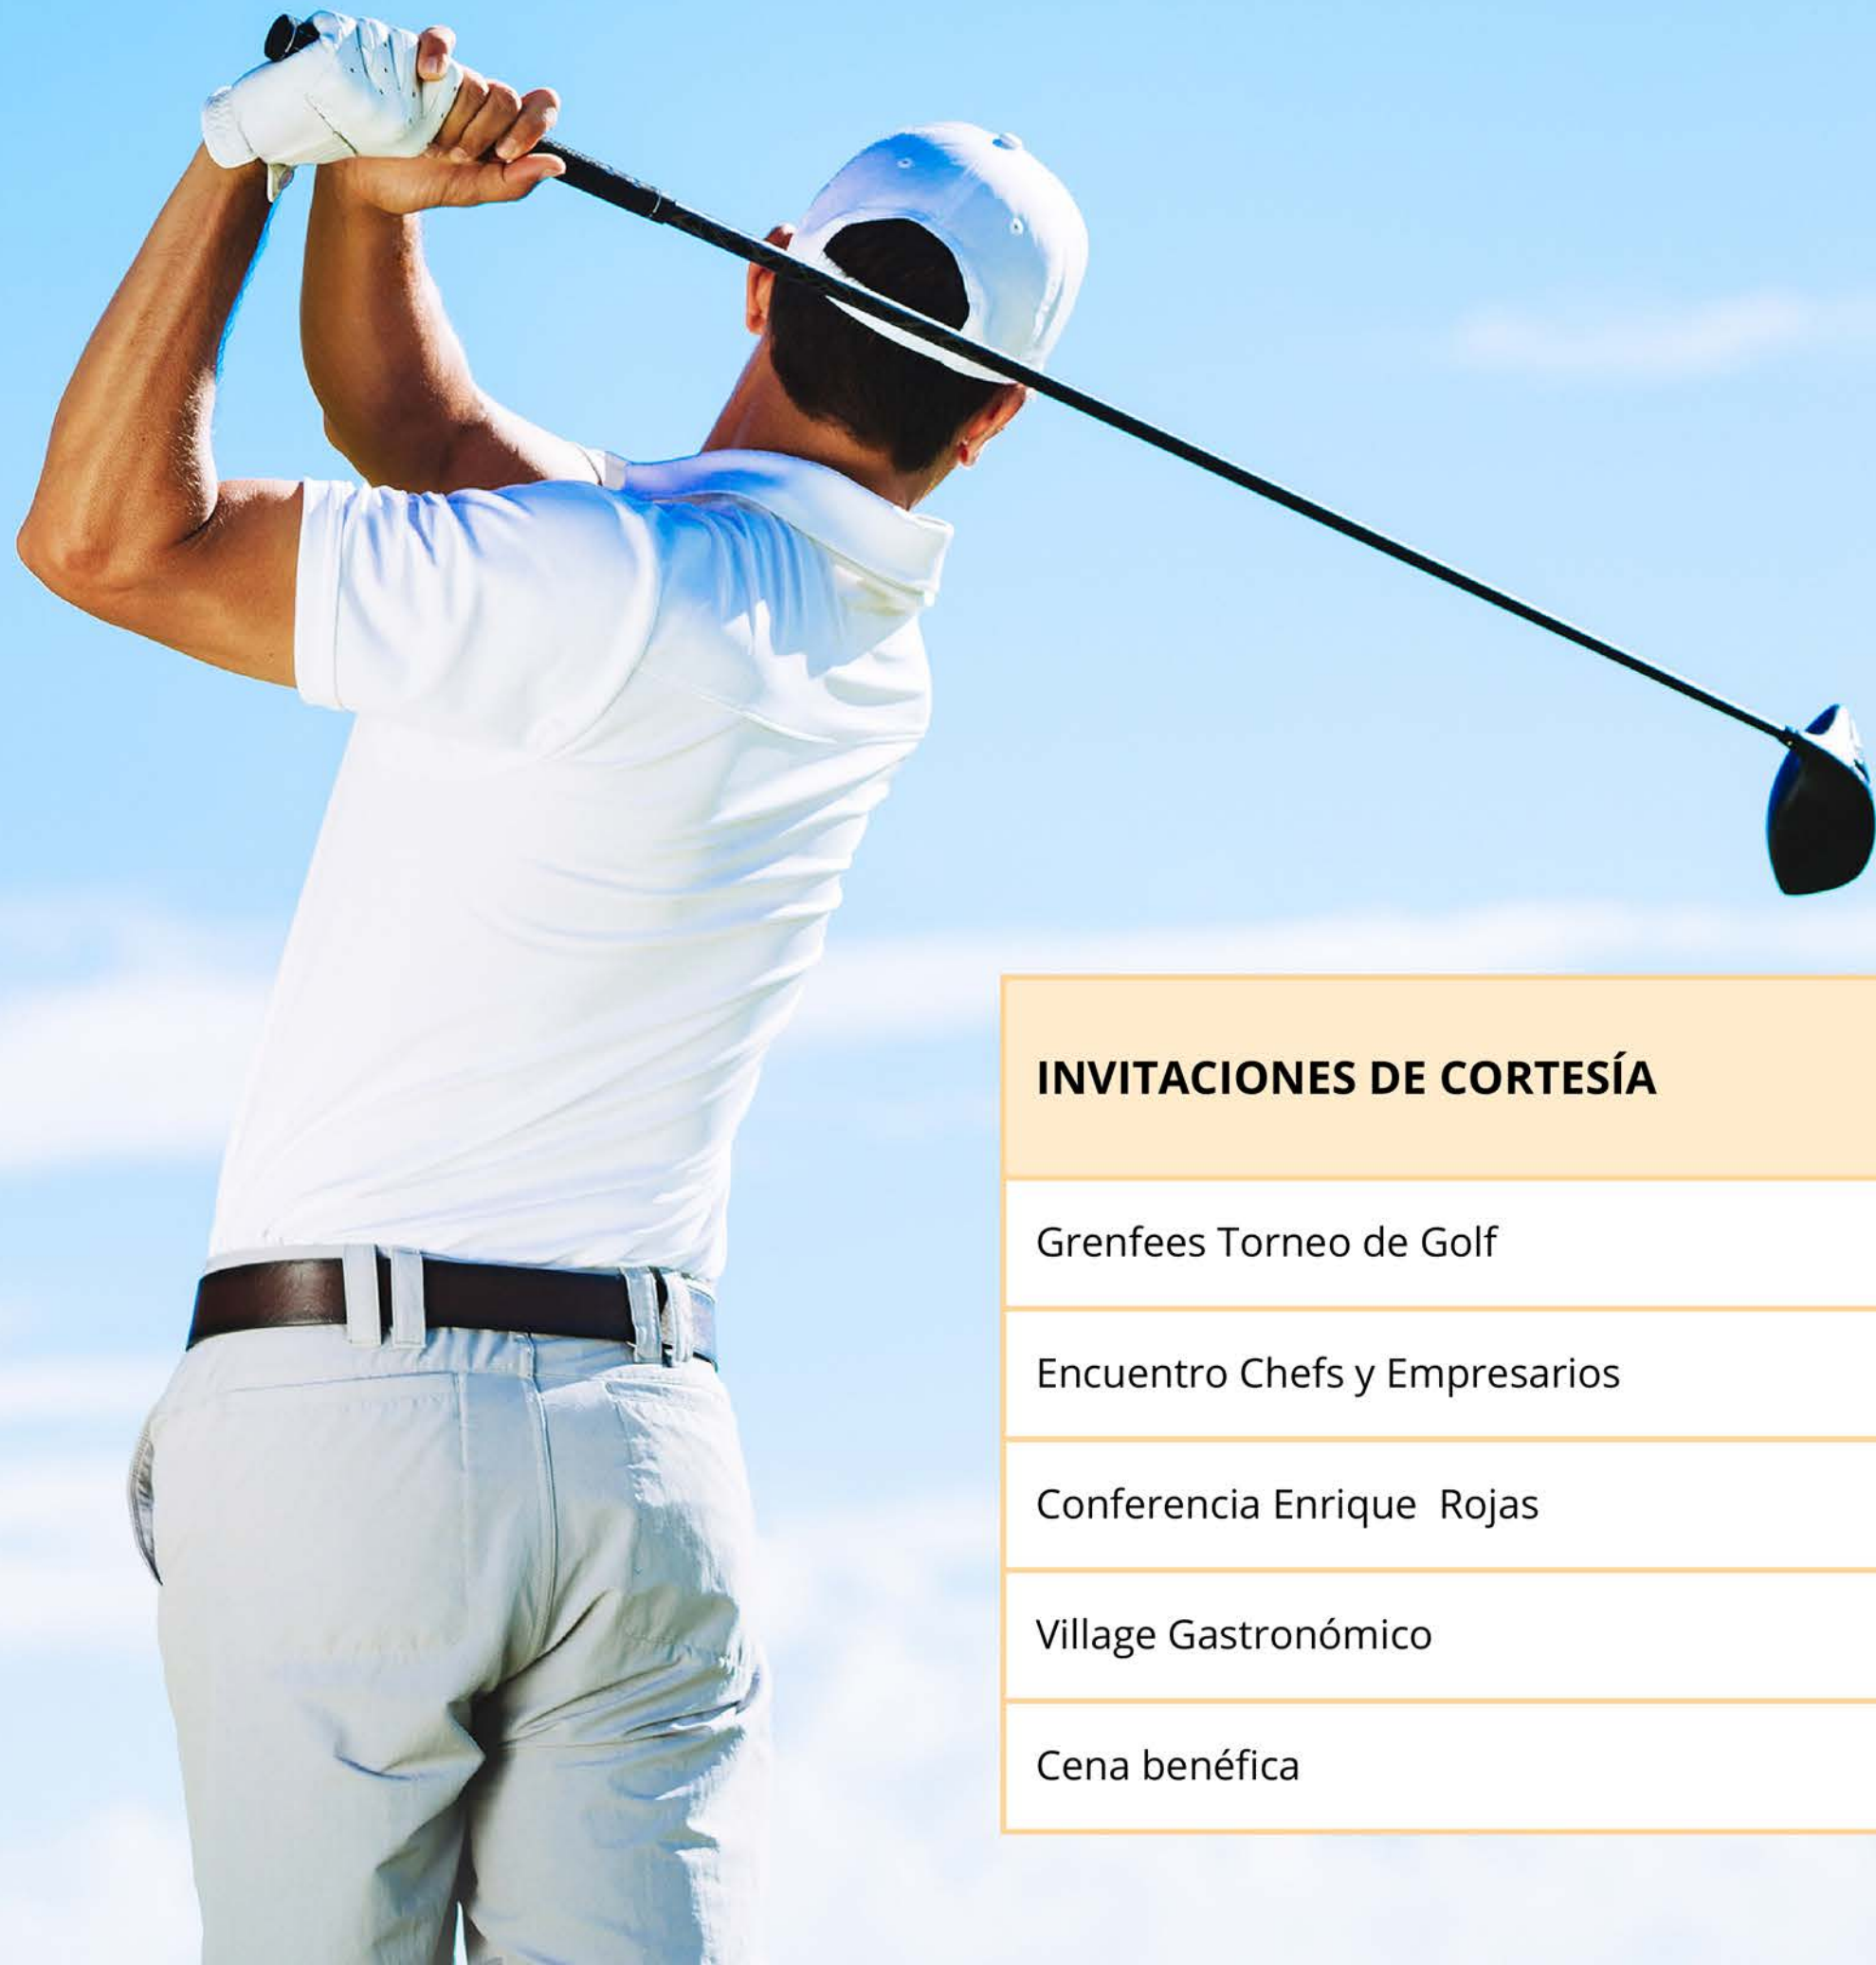 INVITACIONES DE CORTESÍA
Grenfees Torneo de Golf
Encuentro Chefs y Empresarios
Conferencia Enrique  Rojas
Village Gastronómico
Cena benéfica